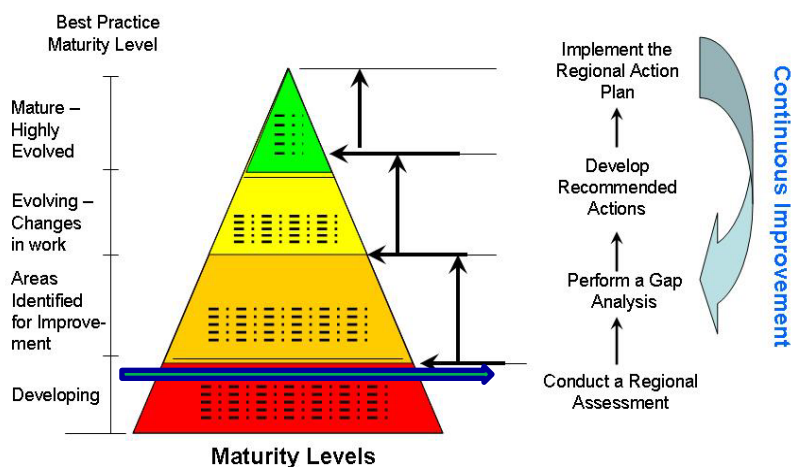 Best Practice
Maturity Level
Mature –
Highly
Evolved
Evolving –
Changes
in work
Areas
Identified
for Improve-
ment
Developing
Maturity Levels
Implement the
Regional Action
Plan
Develop
Recommended
Actions
Perform a Gap
Analysis
Conduct a Regional
Assessment
Continuous Improvement